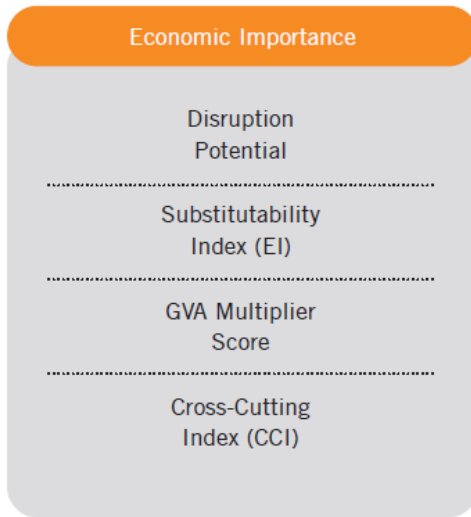 Economic Importance
Disruption
Potential
Substitutability
Index (EI)
GVA Multiplier
Score
Cross-Cutting
Index (CCI)